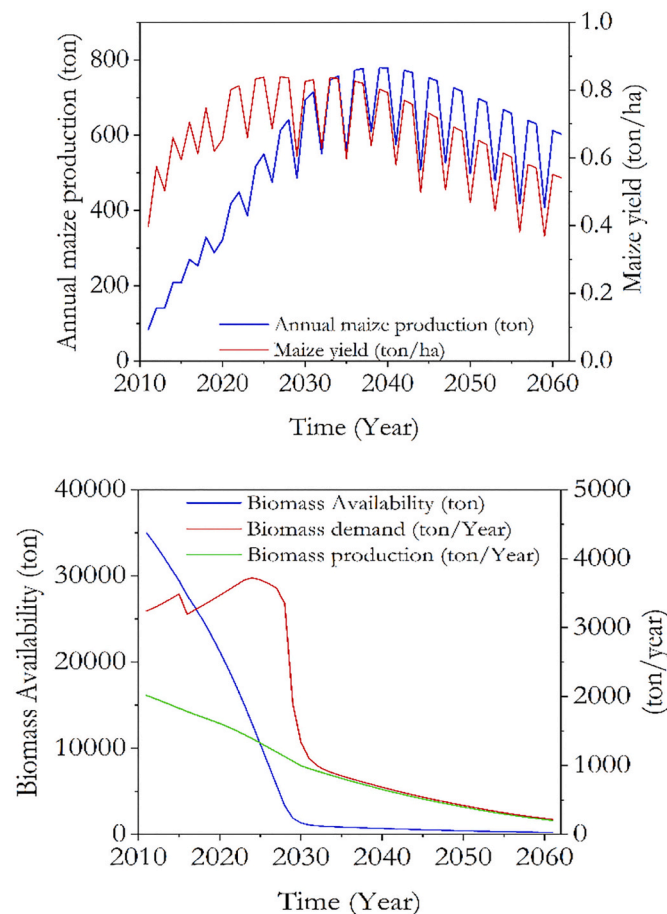 Annual maize production (ton)
800
600
400
200
0
1.0
0.8
0.6
0.4
0.2
0.0
Maize yield (ton/ha)
Annual maize production (ton)
Maize yield (ton/ha)
2010 2020 2030 2040 2050 2060
Time (Year)
Biomass Availability (ton)
40000
30000
20000
10000
0
5000
4000
3000
2000
1000
0
(ton/year)
Biomass Availability (ton)
Biomass demand (ton/Year)
Biomass production (ton/Year)
2010 2020 2030 2040 2050 2060
Time (Year)